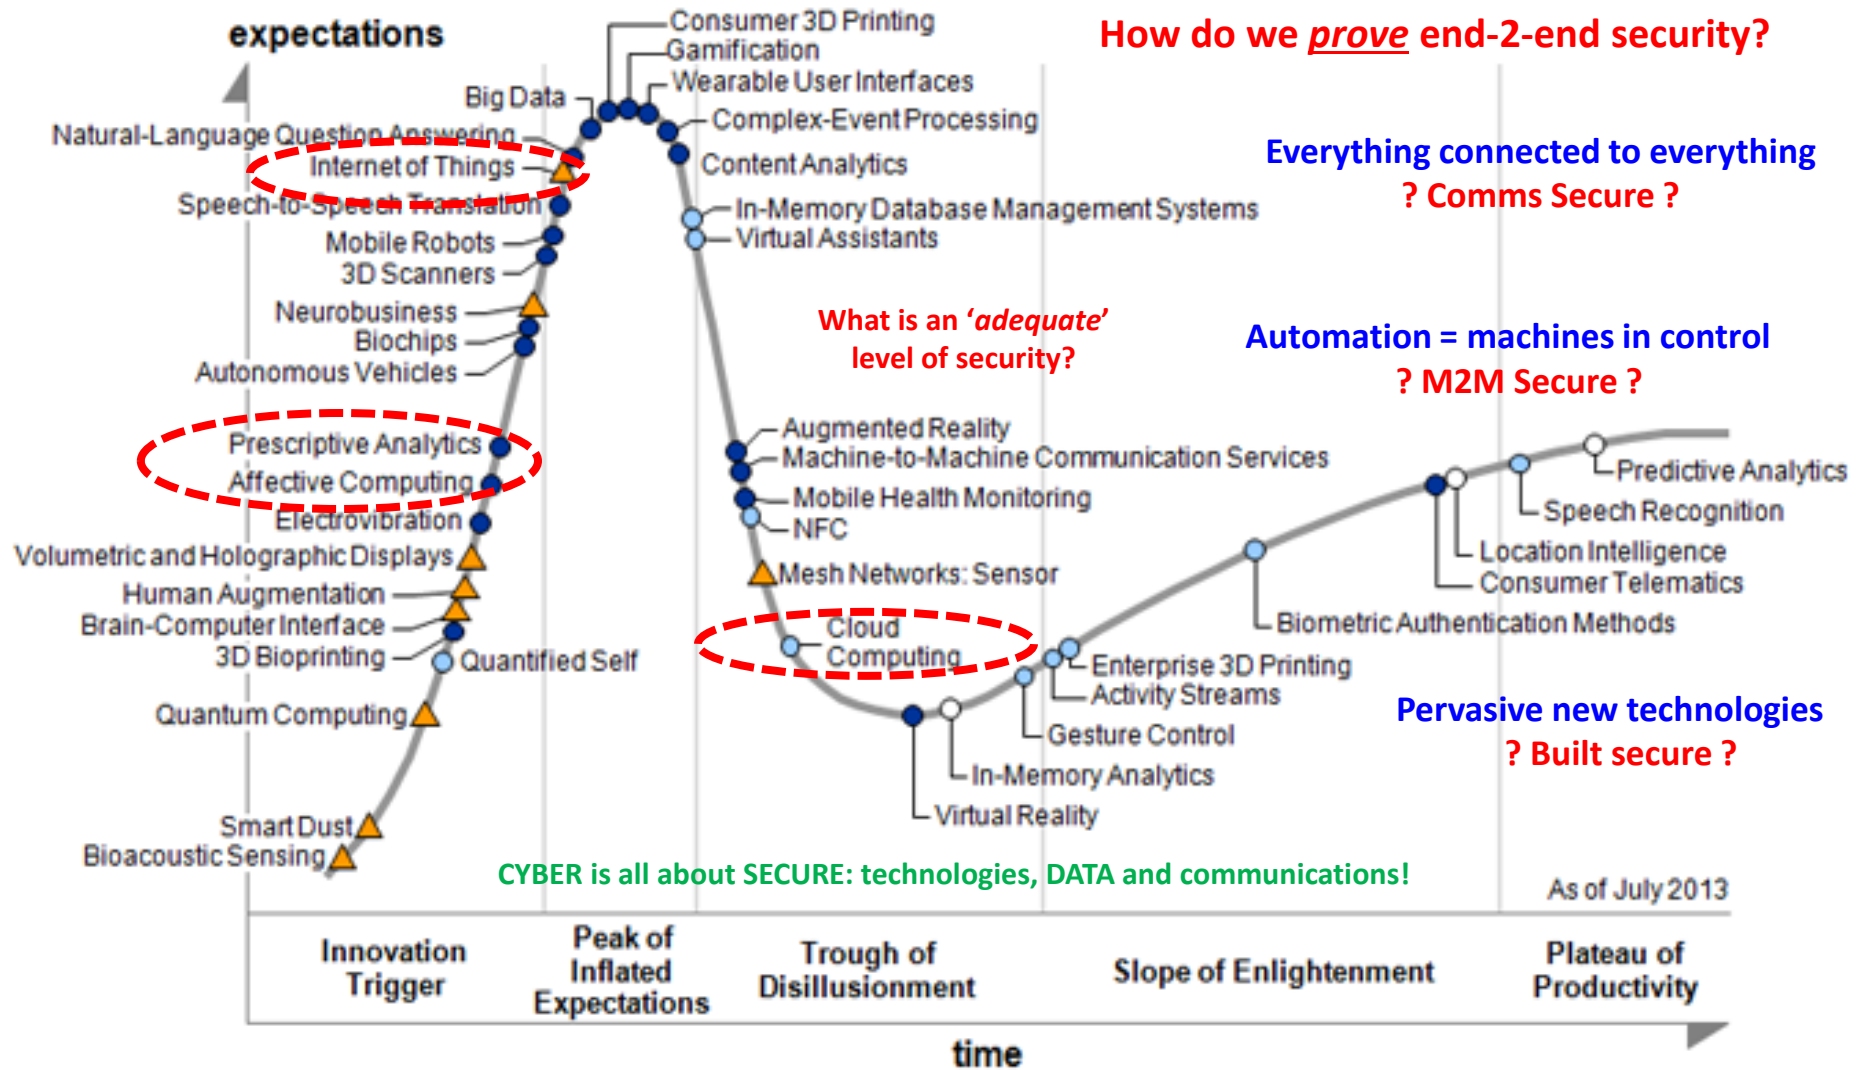 expectations
How do we prove end-2-end security?
Consumer 3D Printing
Gamification
Wearable User Interfaces
Big Data
Complex-Event Processing
Natural-Language Question Answering
Internet of Things
Content Analytics
Everything connected to everything
? Comms Secure ?
Speech-to-Speech Translation
In-Memory Database Management Systems
Virtual Assistants
Mobile Robots
3D Scanners
Neurobusiness
Biochips
Autonomous Vehicles
What is an ‘adequate’
level of security?
Automation = machines in control
? M2M Secure ?
Prescriptive Analytics
Affective Computing
Electrovibration
Volumetric and Holographic Displays
Human Augmentation
Brain-Computer Interface
3D Bioprinting
Quantified Self
Quantum Computing
Smart Dust
Bioacoustic Sensing
Augmented Reality
Machine-to-Machine Communication Services
Mobile Health Monitoring
NFC
Mesh Networks: Sensor
Cloud
Computing
Predictive Analytics
Speech Recognition
Location Intelligence
Consumer Telematics
Biometric Authentication Methods
Enterprise 3D Printing
Activity Streams
Gesture Control
In-Memory Analytics
Virtual Reality
Pervasive new technologies
? Built secure ?
CYBER is all about SECURE: technologies, DATA and communications!
As of July 2013
Innovation
Trigger
Peak of
Inflated
Expectations
Trough of
Disillusionment
Slope of Enlightenment
Plateau of
Productivity
time